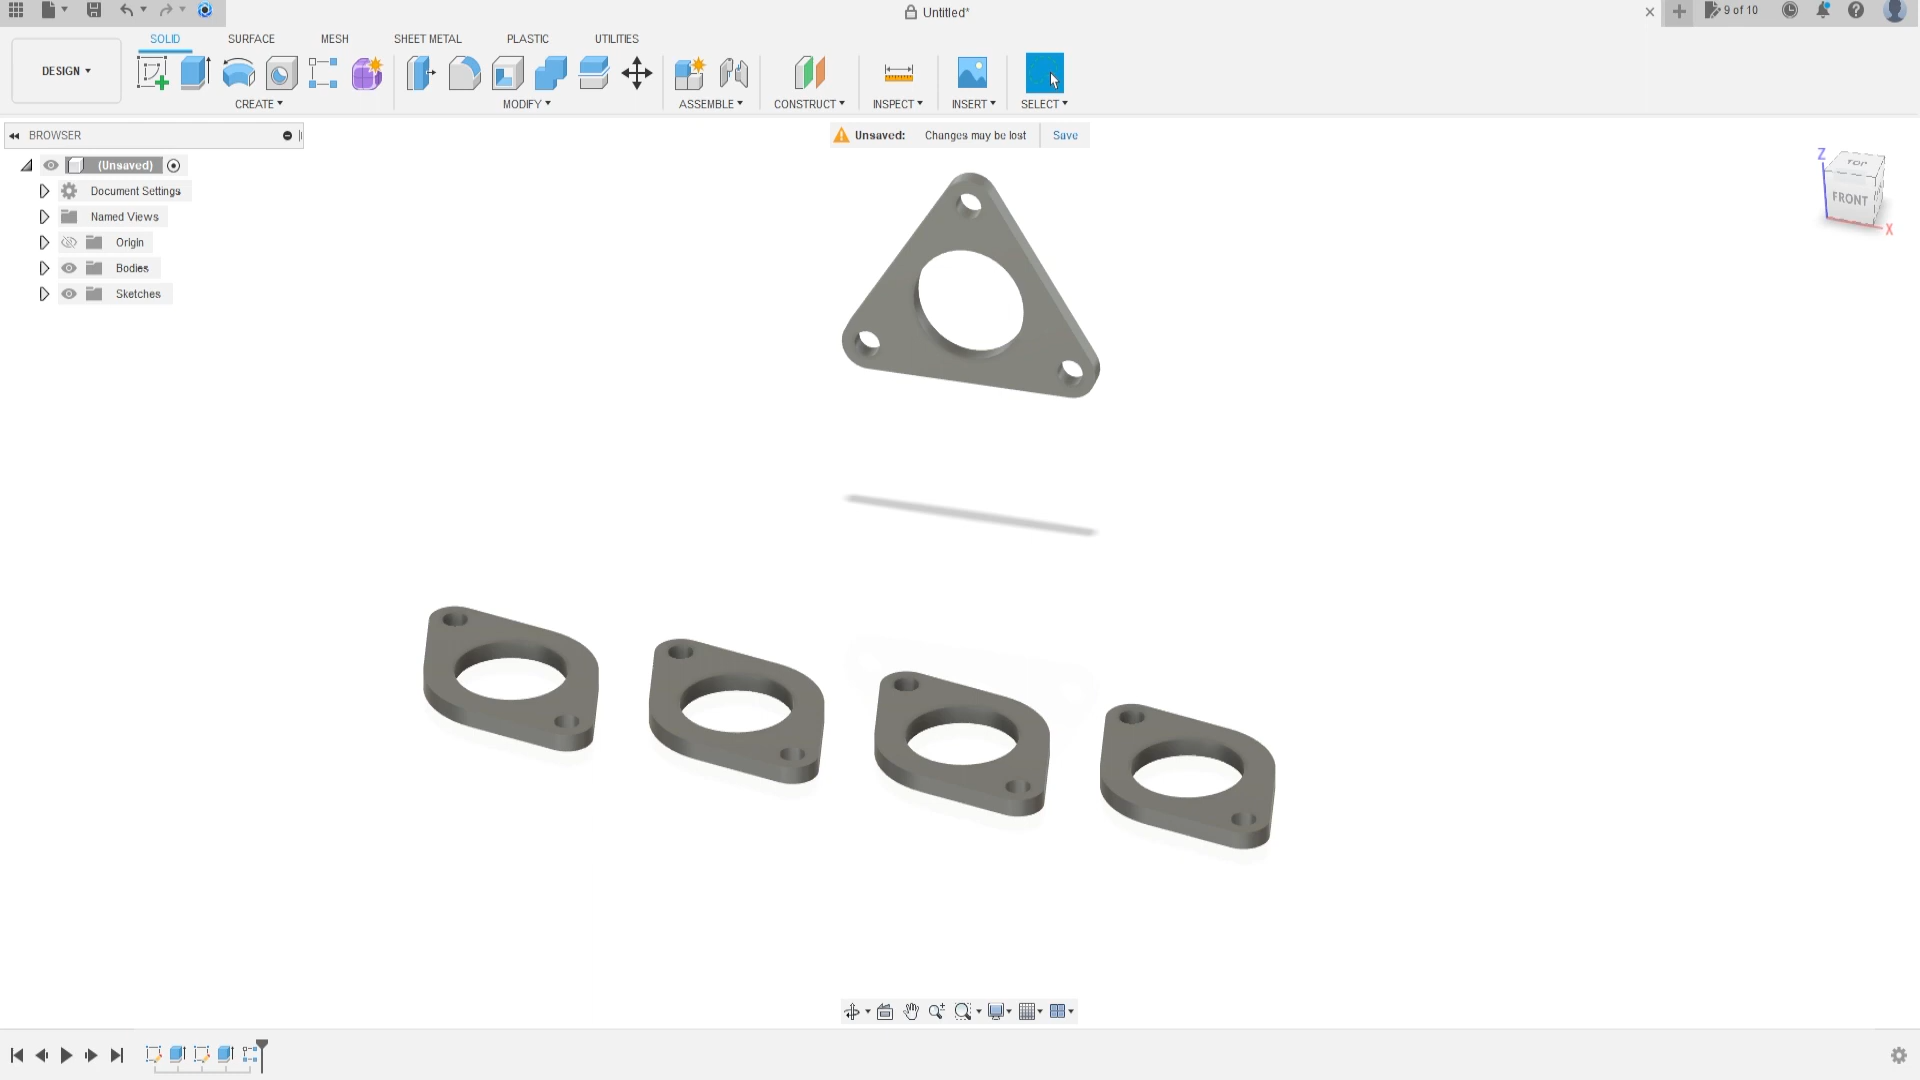 Untitled*
9 of 10
SOLID SURFACE MESH SHEET METAL PLASTIC UTILITIES
DESIGN
CREATE MODIFY ASSEMBLE CONSTRUCT INSPECT INSERT SELECT
BROWSER
Unsaved: Changes may be lost Save
(Unsaved)
Document Settings
Named Views
Origin
Bodies
Sketches
Z
TOP
FRONT
X